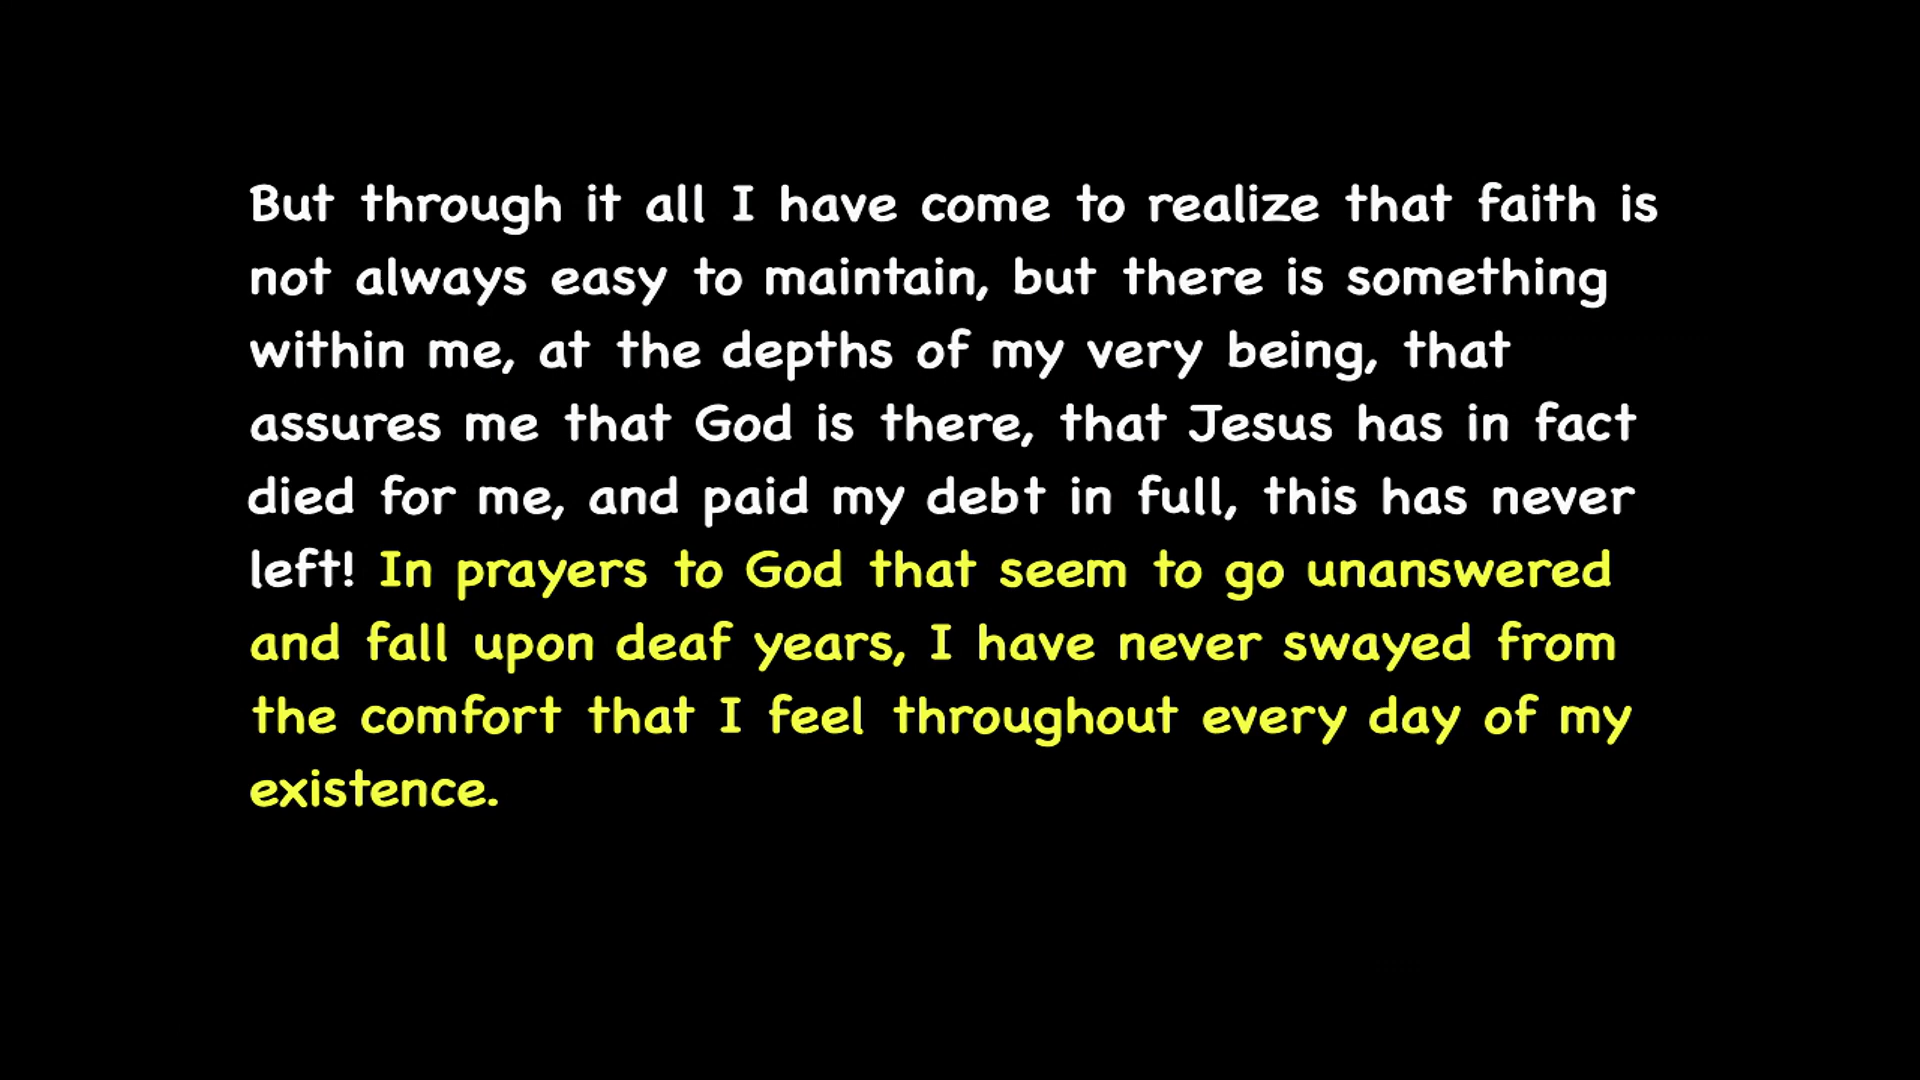 But through it all I have come to realize that faith is
not always easy to maintain, but there is something
within me, at the depths of my very being, that
assures me that God is there, that Jesus has in fact
died for me, and paid my debt in full, this has never
left! In prayers to God that seem to go unanswered
and fall upon deaf years, I have never swayed from
the comfort that I feel throughout every day of my
existence.